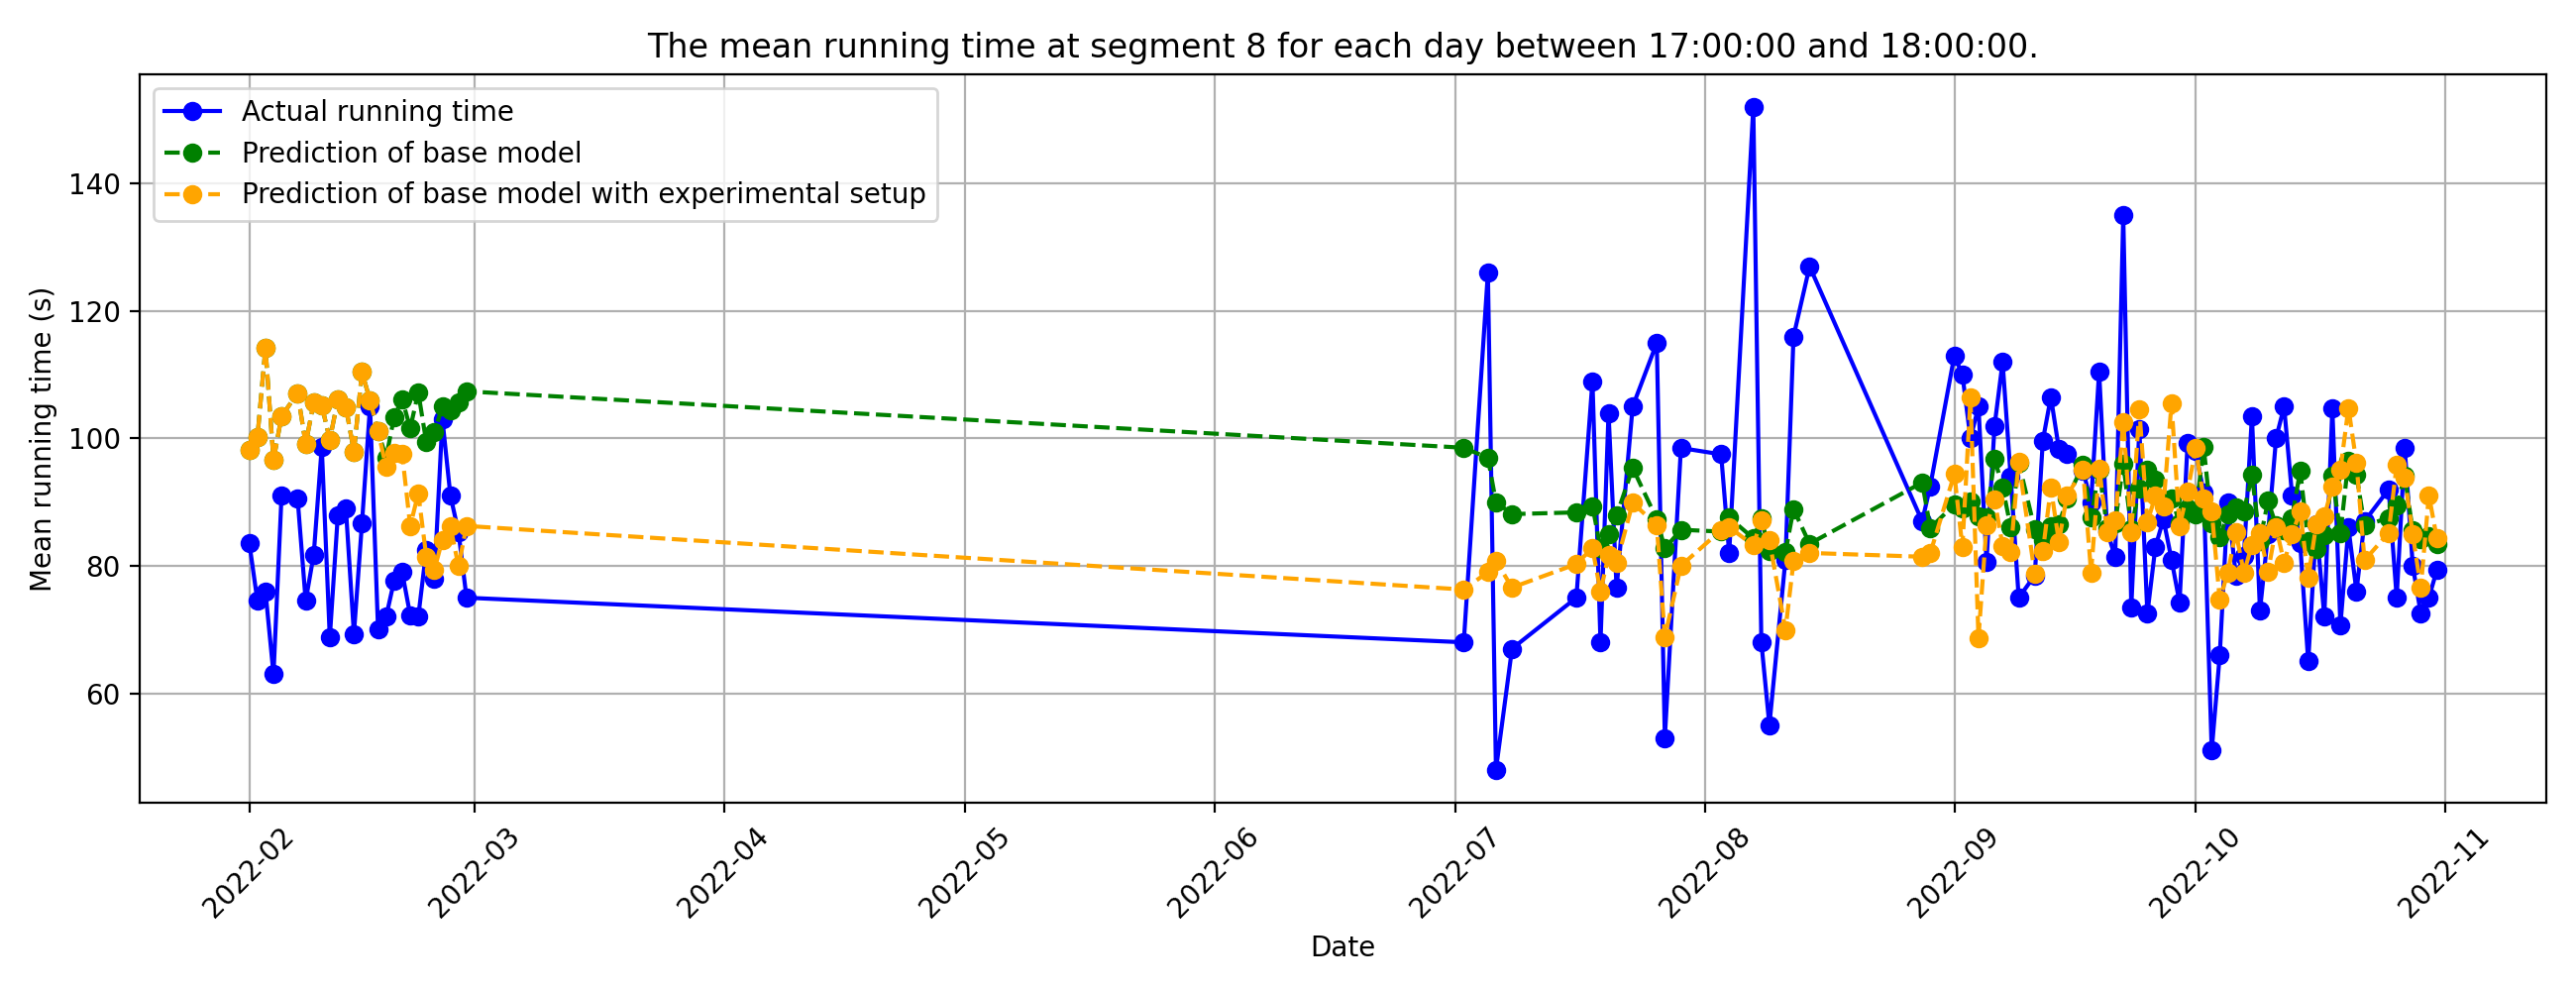 The mean running time at segment 8 for each day between 17:00:00 and 18:00:00.
Actual running time
Prediction of base model
Prediction of base model with experimental setup
Mean running time (s)
140
120
100
80
60
2022-02
2022-03
2022-04
2022-05
2022-06
2022-07
2022-08
2022-09
2022-10
2022-11
Date